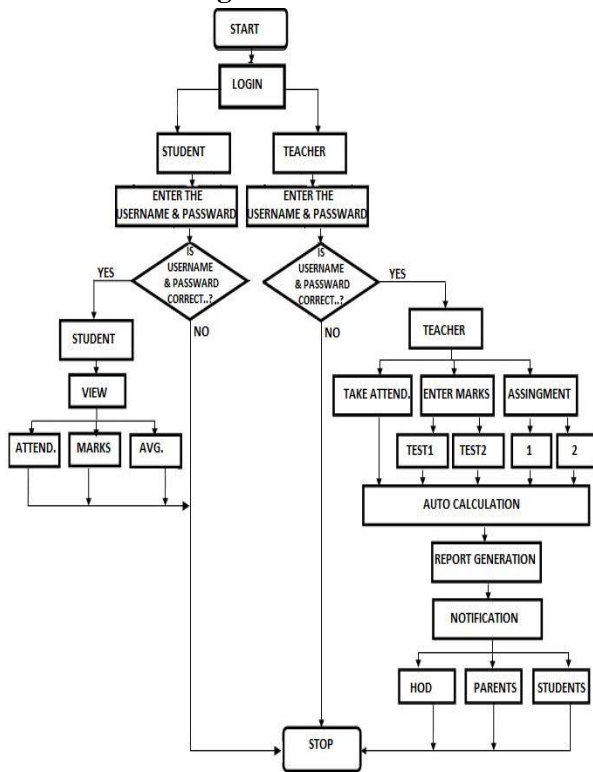 START
LOGIN
STUDENT
TEACHER
ENTER THE
USERNAME & PASSWARD
ENTER THE
USERNAME & PASSWARD
IS
USERNAME
& PASSWARD
CORRECT..?
YES
NO
IS
USERNAME
& PASSWARD
CORRECT..?
YES
NO
STUDENT
TEACHER
VIEW
TAKE ATTEND.
ENTER MARKS
ASSINGMENT
ATTEND.
MARKS
AVG.
TEST1
TEST2
1
2
AUTO CALCULATION
REPORT GENERATION
NOTIFICATION
HOD
PARENTS
STUDENTS
STOP